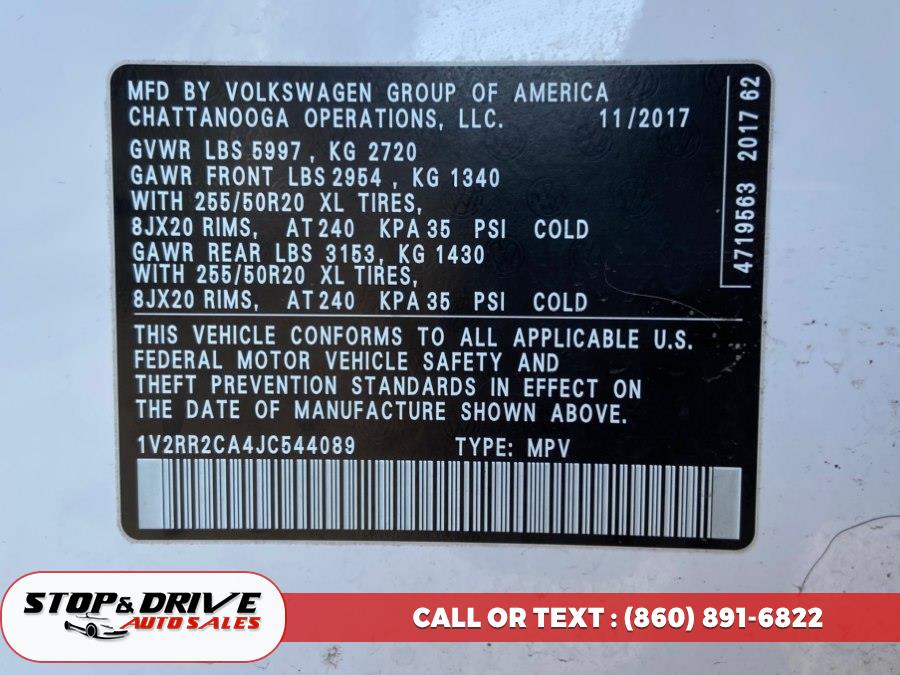 MFD BY VOLKSWAGEN GROUP OF AMERICA
CHATTANOOGA OPERATIONS, LLC. 11/2017
GVWR LBS 5997, KG 2720
GAWR FRONT LBS 2954, KG 1340
WITH 255/50R20 XL TIRES,
8JX20 RIMS, AT 240 KPA 35 PSI COLD
GAWR REAR LBS 3153, KG 1430
WITH 255/50R20 XL TIRES,
8JX20 RIMS, AT 240 KPA 35 PSI COLD
4719563 2017 62
THIS VEHICLE CONFORMS TO ALL APPLICABLE U.S.
FEDERAL MOTOR VEHICLE SAFETY AND
THEFT PREVENTION STANDARDS IN EFFECT ON
THE DATE OF MANUFACTURE SHOWN ABOVE.
1V2RR2CA4JC544089 TYPE: MPV
STOP & DRIVE
AUTO SALES
CALL OR TEXT : (860) 891-6822